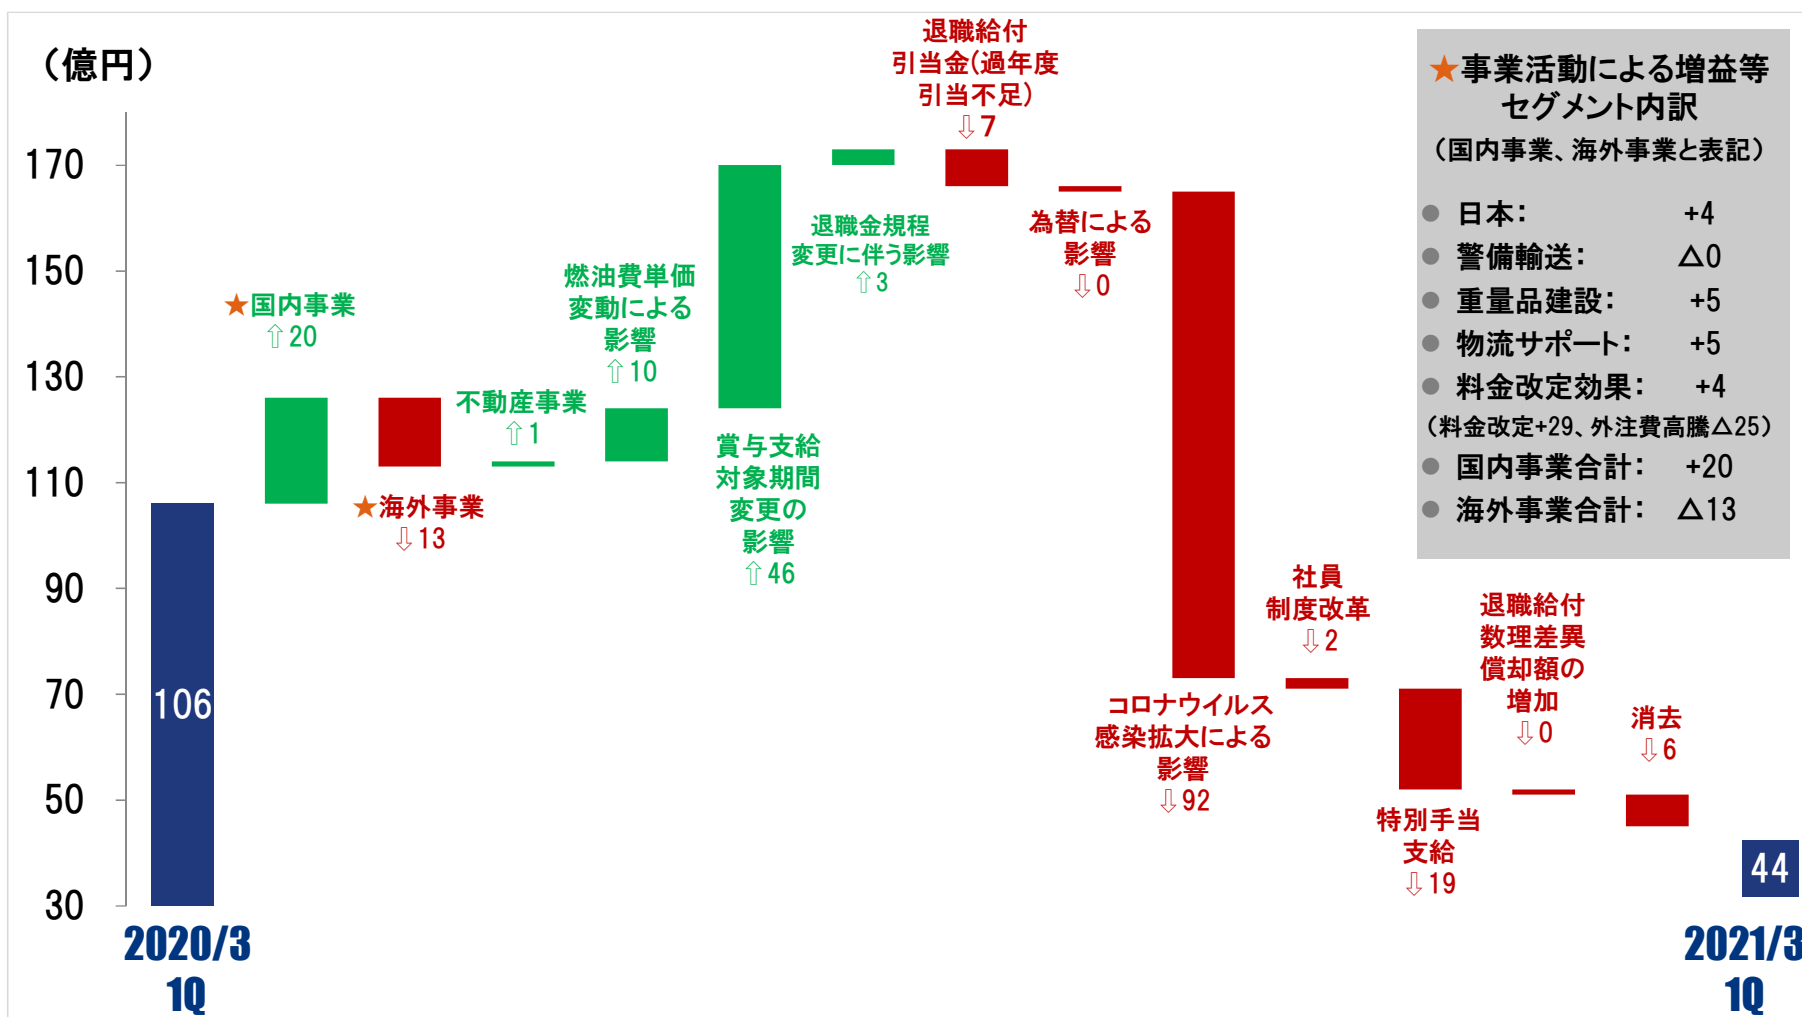 （億円）
170
150
130
110
90
70
50
30
106
2020/3
1Q
★国内事業
⇧20
★海外事業
⇩13
不動産事業
⇧1
燃油費単価
変動による
影響
⇧10
賞与支給
対象期間
変更の
影響
⇧46
退職金規程
変更に伴う影響
⇧3
退職給付
引当金(過年度
引当不足)
⇩7
為替による
影響
⇩0
コロナウイルス
感染拡大による
影響
⇩92
社員
制度改革
⇩2
特別手当
支給
⇩19
退職給付
数理差異
償却額の
増加
⇩0
消去
⇩6
44
2021/3
1Q
★事業活動による増益等
セグメント内訳
（国内事業、海外事業と表記）
● 日本： +4
● 警備輸送： △0
● 重量品建設： +5
● 物流サポート： +5
● 料金改定効果： +4
（料金改定+29、外注費高騰△25）
● 国内事業合計： +20
● 海外事業合計： △13